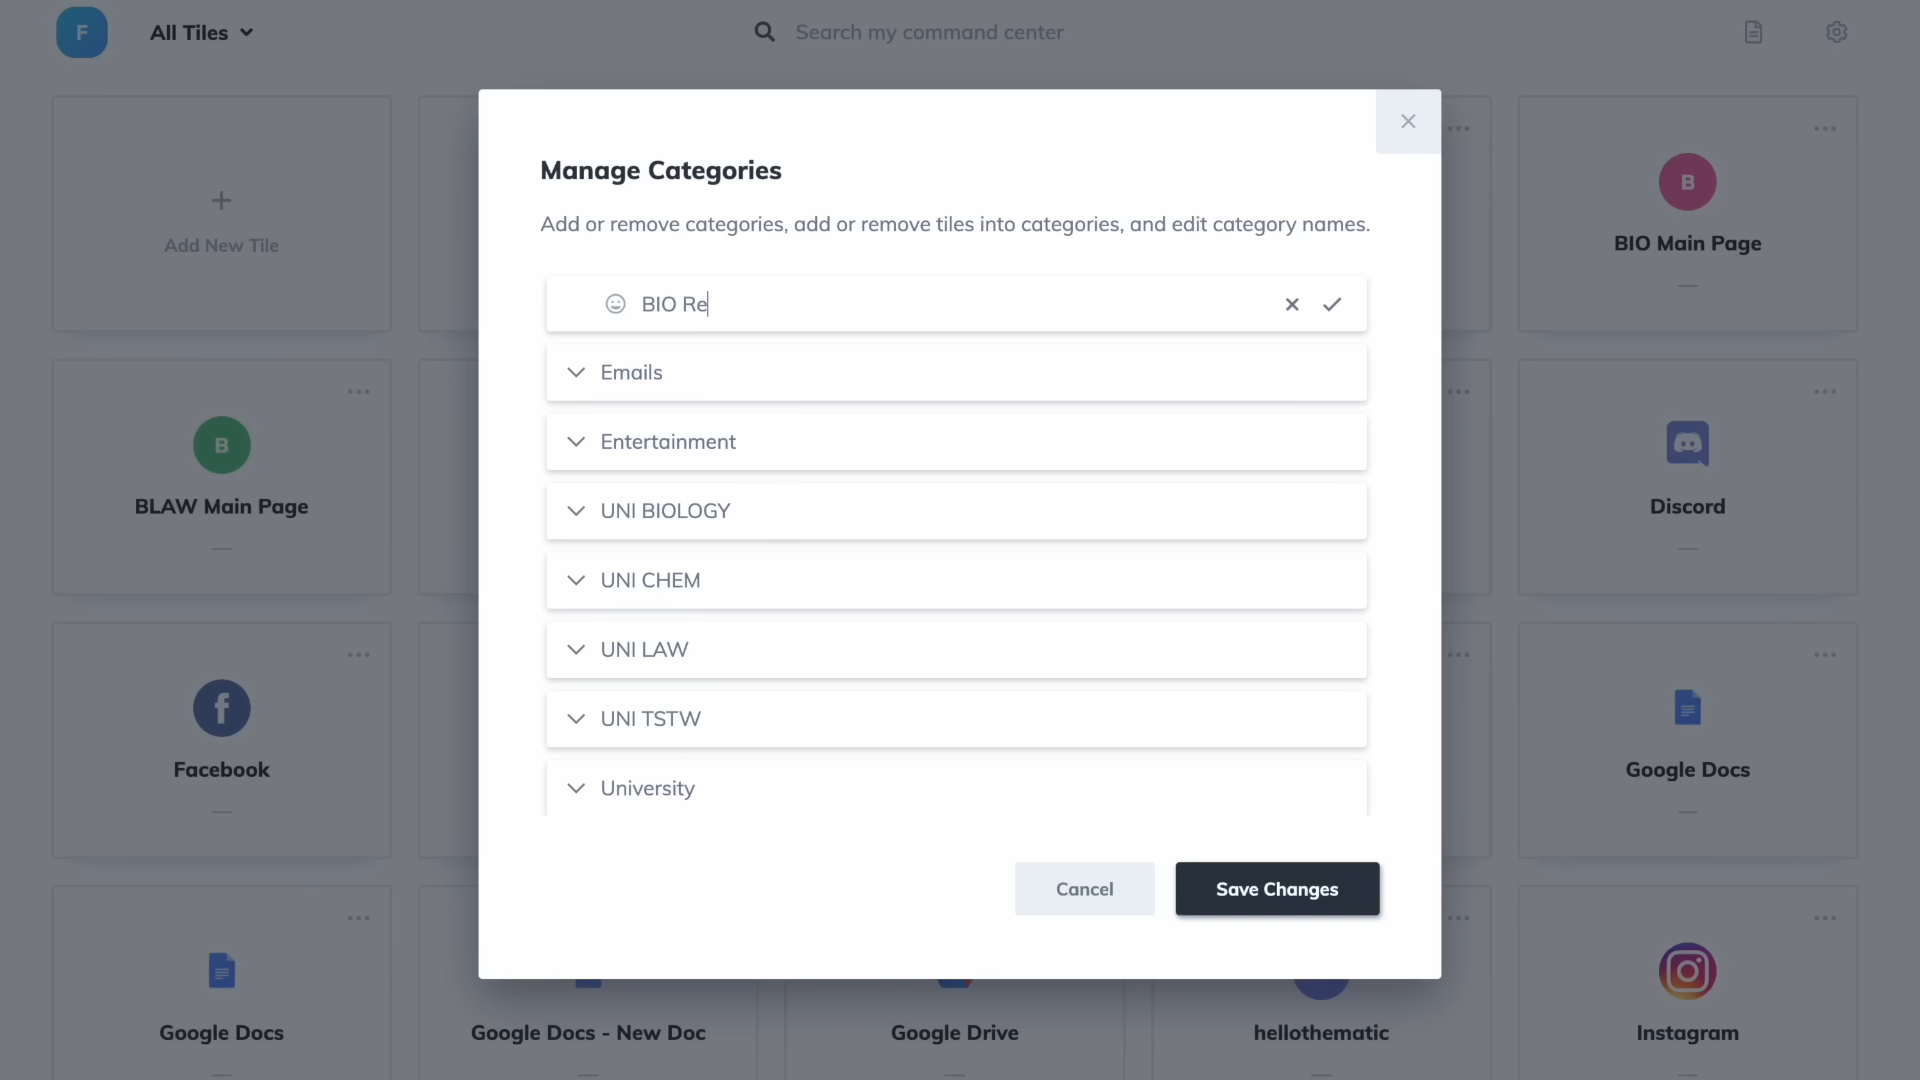 F
All Tiles
Search my command center
Manage Categories
Add or remove categories, add or remove tiles into categories, and edit category names.
BIO Re
Emails
Entertainment
UNI BIOLOGY
UNI CHEM
UNI LAW
UNI TSTW
University
Cancel
Save Changes
Add New Tile
B
BIO Main Page
B
BLAW Main Page
Discord
f
Facebook
Google Docs
Google Docs
Google Docs - New Doc
Google Drive
hellothematic
Instagram